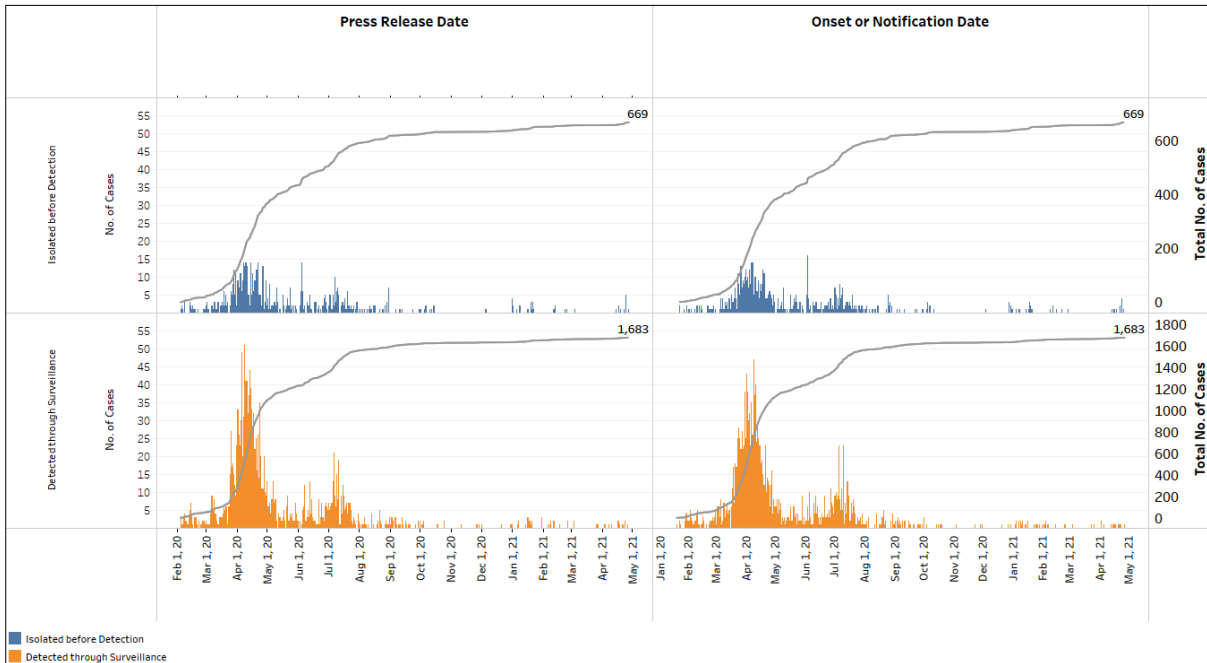 Press Release Date
Onset or Notification Date
Isolated before Detection
No. of Cases
55
50
45
40
35
30
25
20
15
10
5
669
669
600
400
200
0
Total No. of Cases
Detected through Surveillance
No. of Cases
55
50
45
40
35
30
25
20
15
10
5
1,683
1,683
1800
1600
1400
1200
1000
800
600
400
200
0
Total No. of Cases
Feb 1, 20
Mar 1, 20
Apr 1, 20
May 1, 20
Jun 1, 20
Jul 1, 20
Aug 1, 20
Sep 1, 20
Oct 1, 20
Nov 1, 20
Dec 1, 20
Jan 1, 21
Feb 1, 21
Mar 1, 21
Apr 1, 21
May 1, 21
Jan 1, 20
Feb 1, 20
Mar 1, 20
Apr 1, 20
May 1, 20
Jun 1, 20
Jul 1, 20
Aug 1, 20
Sep 1, 20
Oct 1, 20
Nov 1, 20
Dec 1, 20
Jan 1, 21
Feb 1, 21
Mar 1, 21
Apr 1, 21
May 1, 21
Isolated before Detection
Detected through Surveillance